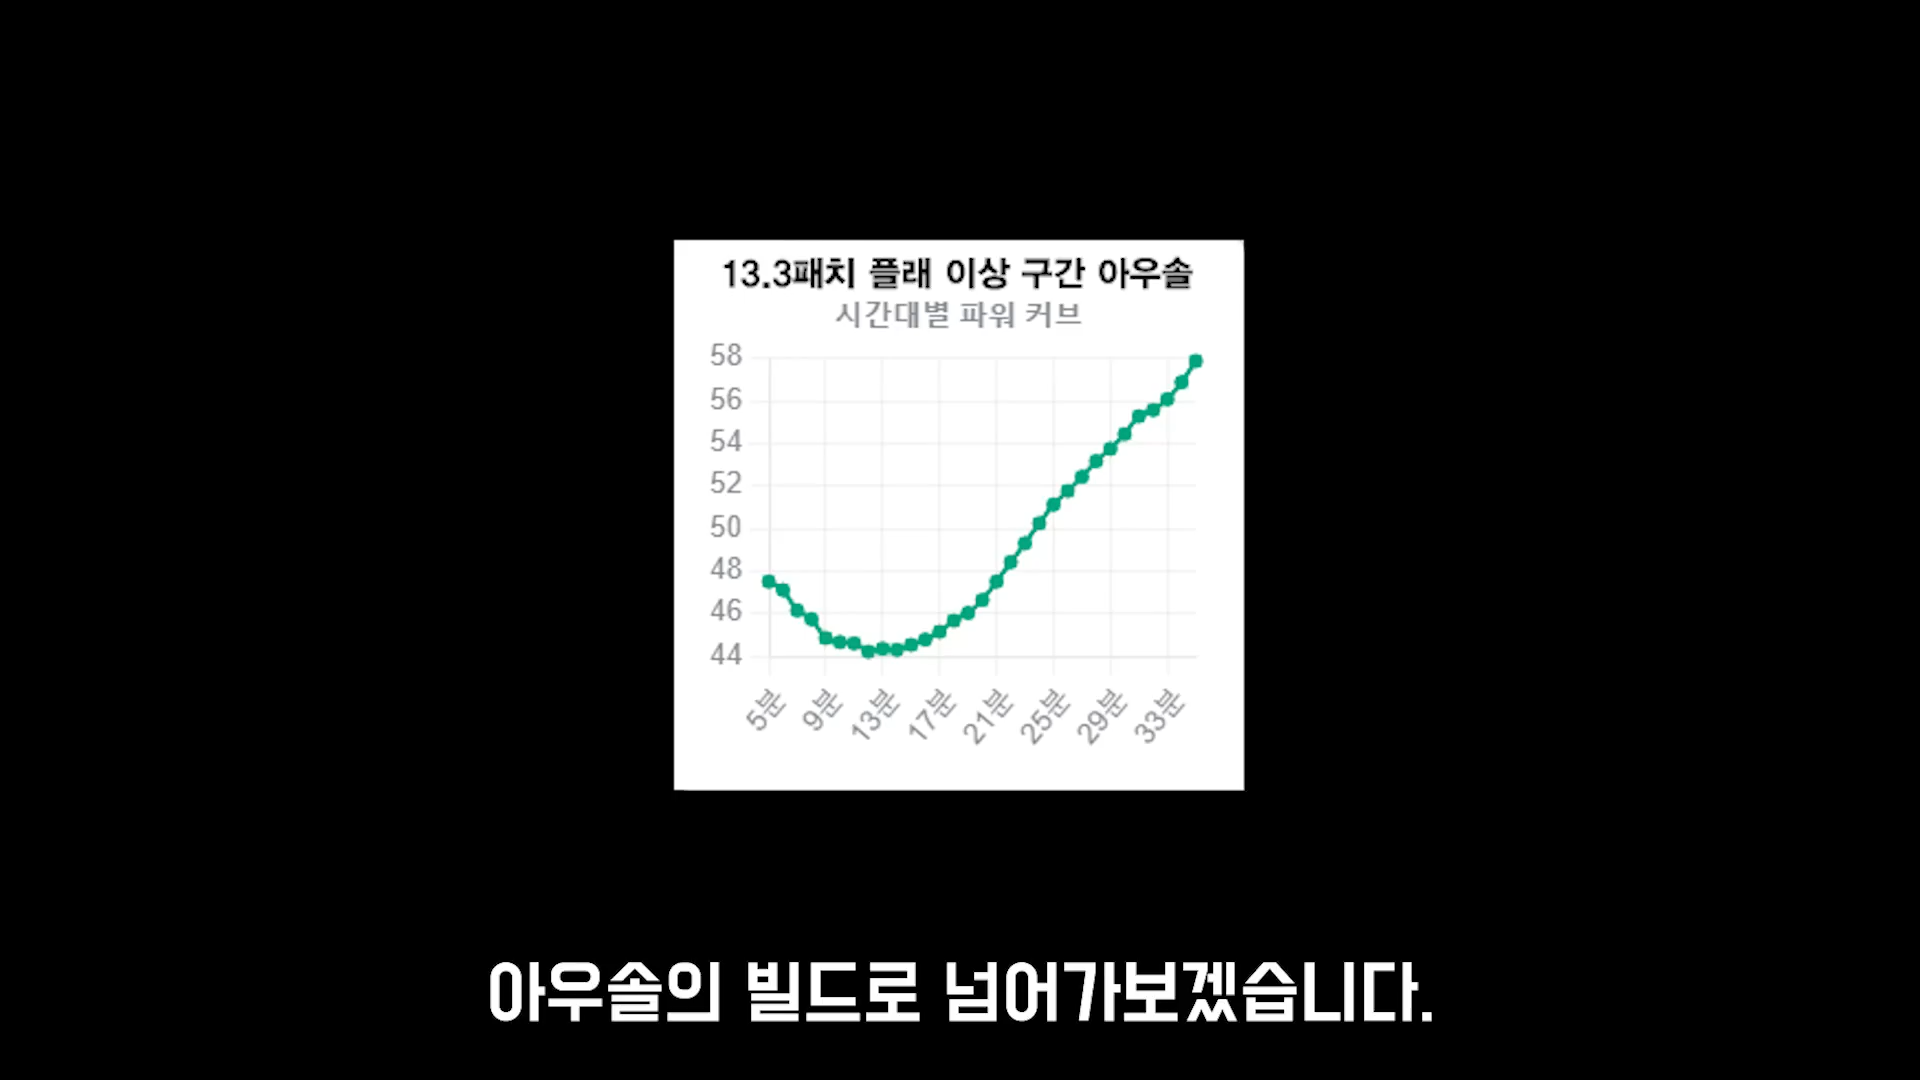 13.3패치 플래 이상 구간 아우솔
시간대별 파워 커브
58
56
54
52
50
48
46
44
5분 9분 13분 17분 21분 25분 29분 33분
아우솔의 빌드로 넘어가보겠습니다.